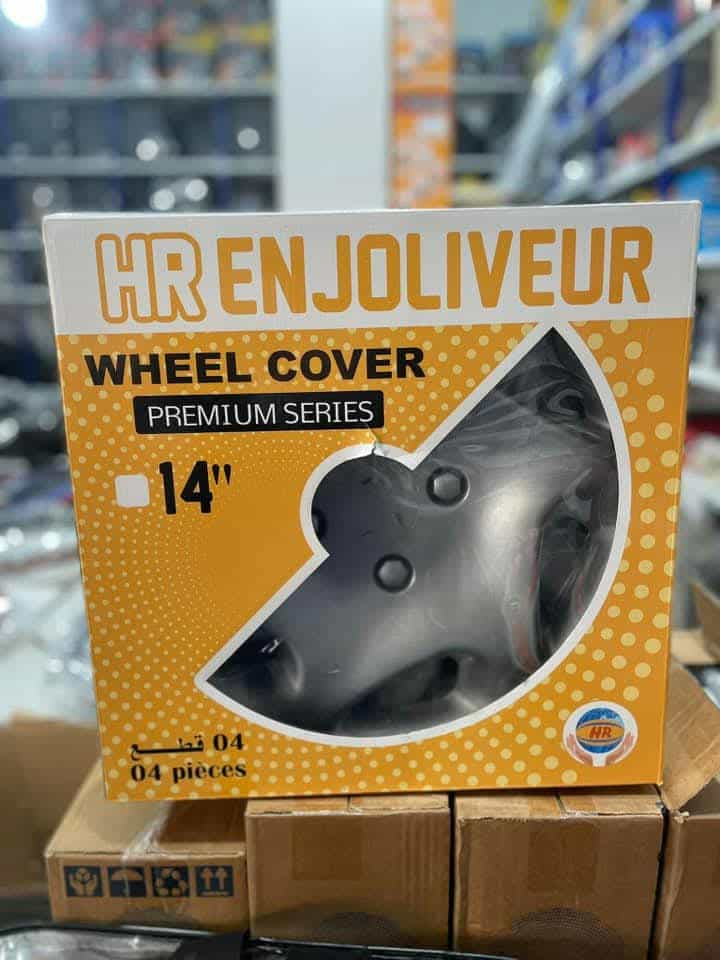 HR ENJOLIVEUR
WHEEL COVER
PREMIUM SERIES
14"
04 قطع
04 pièces
HR